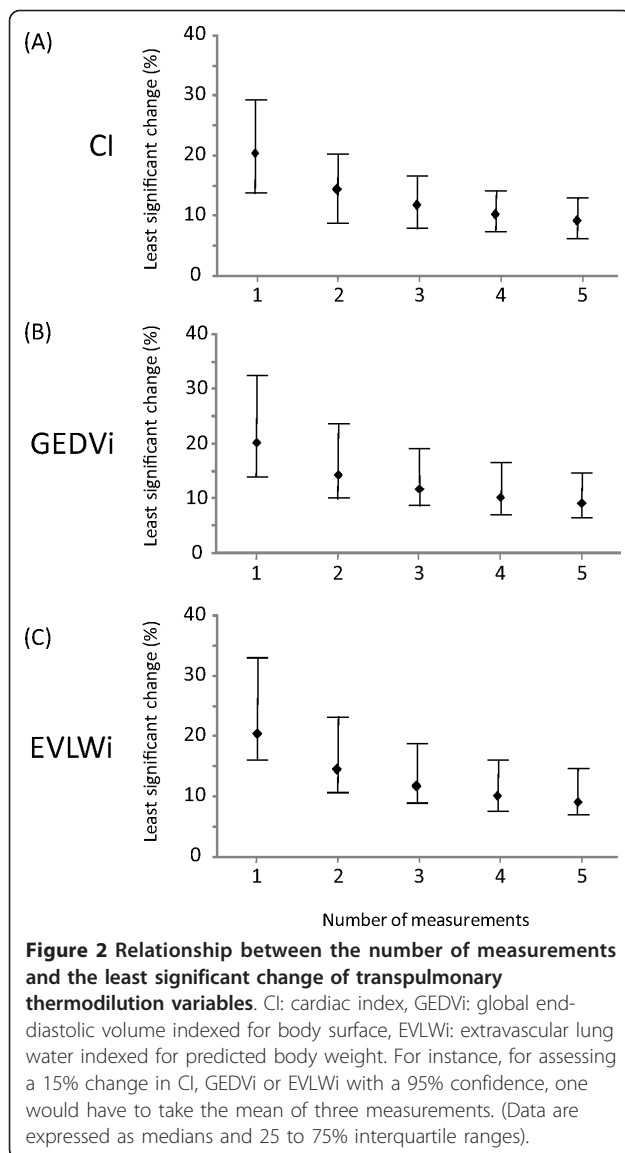 (A)
CI
Least significant change (%)
40
30
20
10
0
1 2 3 4 5
(B)
GEDVi
Least significant change (%)
40
30
20
10
0
1 2 3 4 5
(C)
EVLWi
Least significant change (%)
40
30
20
10
0
1 2 3 4 5
Number of measurements
Figure 2 Relationship between the number of measurements
and the least significant change of transpulmonary
thermodilution variables. CI: cardiac index, GEDVi: global end-
diastolic volume indexed for body surface, EVLWi: extravascular lung
water indexed for predicted body weight. For instance, for assessing
a 15% change in CI, GEDVi or EVLWi with a 95% confidence, one
would have to take the mean of three measurements. (Data are
expressed as medians and 25 to 75% interquartile ranges).